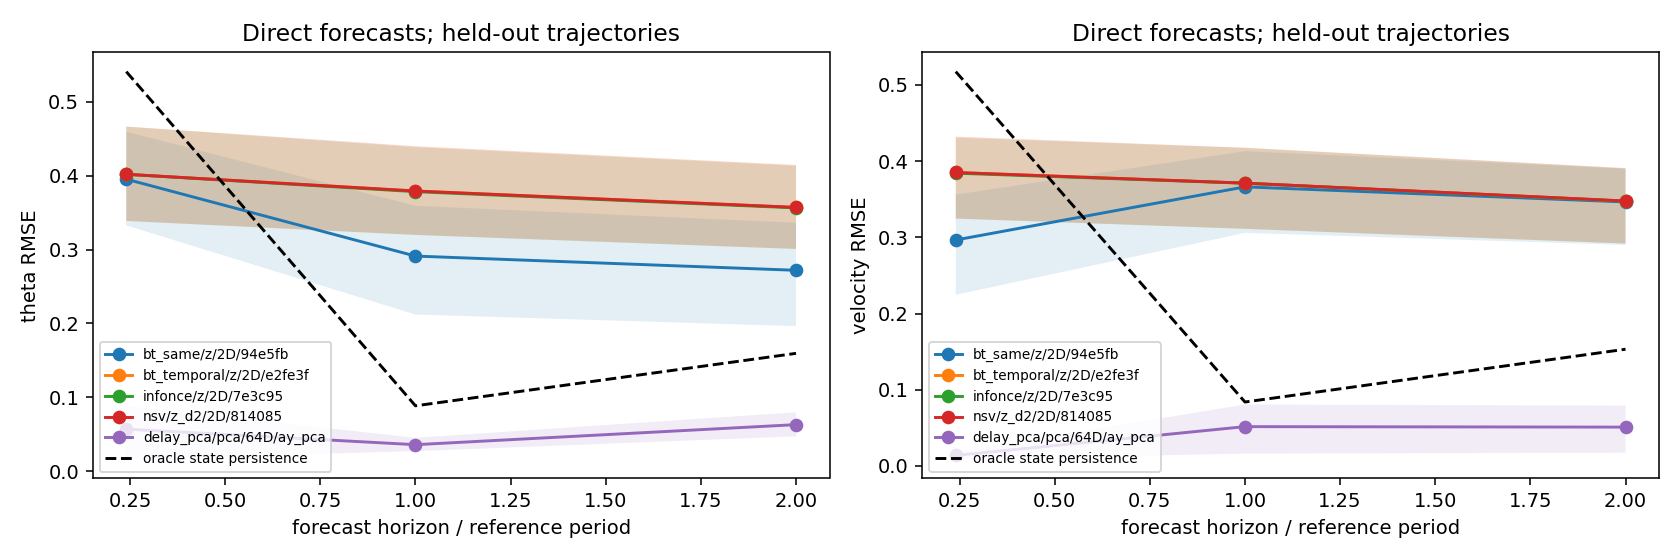 Direct forecasts; held-out trajectories
theta RMSE
0.5
0.4
0.3
0.2
0.1
0.0
bt_same/z/2D/94e5fb
bt_temporal/z/2D/e2fe3f
infonce/z/2D/7e3c95
nsv/z_d2/2D/814085
delay_pca/pca/64D/ay_pca
oracle state persistence
0.25 0.50 0.75 1.00 1.25 1.50 1.75 2.00
forecast horizon / reference period
Direct forecasts; held-out trajectories
velocity RMSE
0.5
0.4
0.3
0.2
0.1
0.0
bt_same/z/2D/94e5fb
bt_temporal/z/2D/e2fe3f
infonce/z/2D/7e3c95
nsv/z_d2/2D/814085
delay_pca/pca/64D/ay_pca
oracle state persistence
0.25 0.50 0.75 1.00 1.25 1.50 1.75 2.00
forecast horizon / reference period